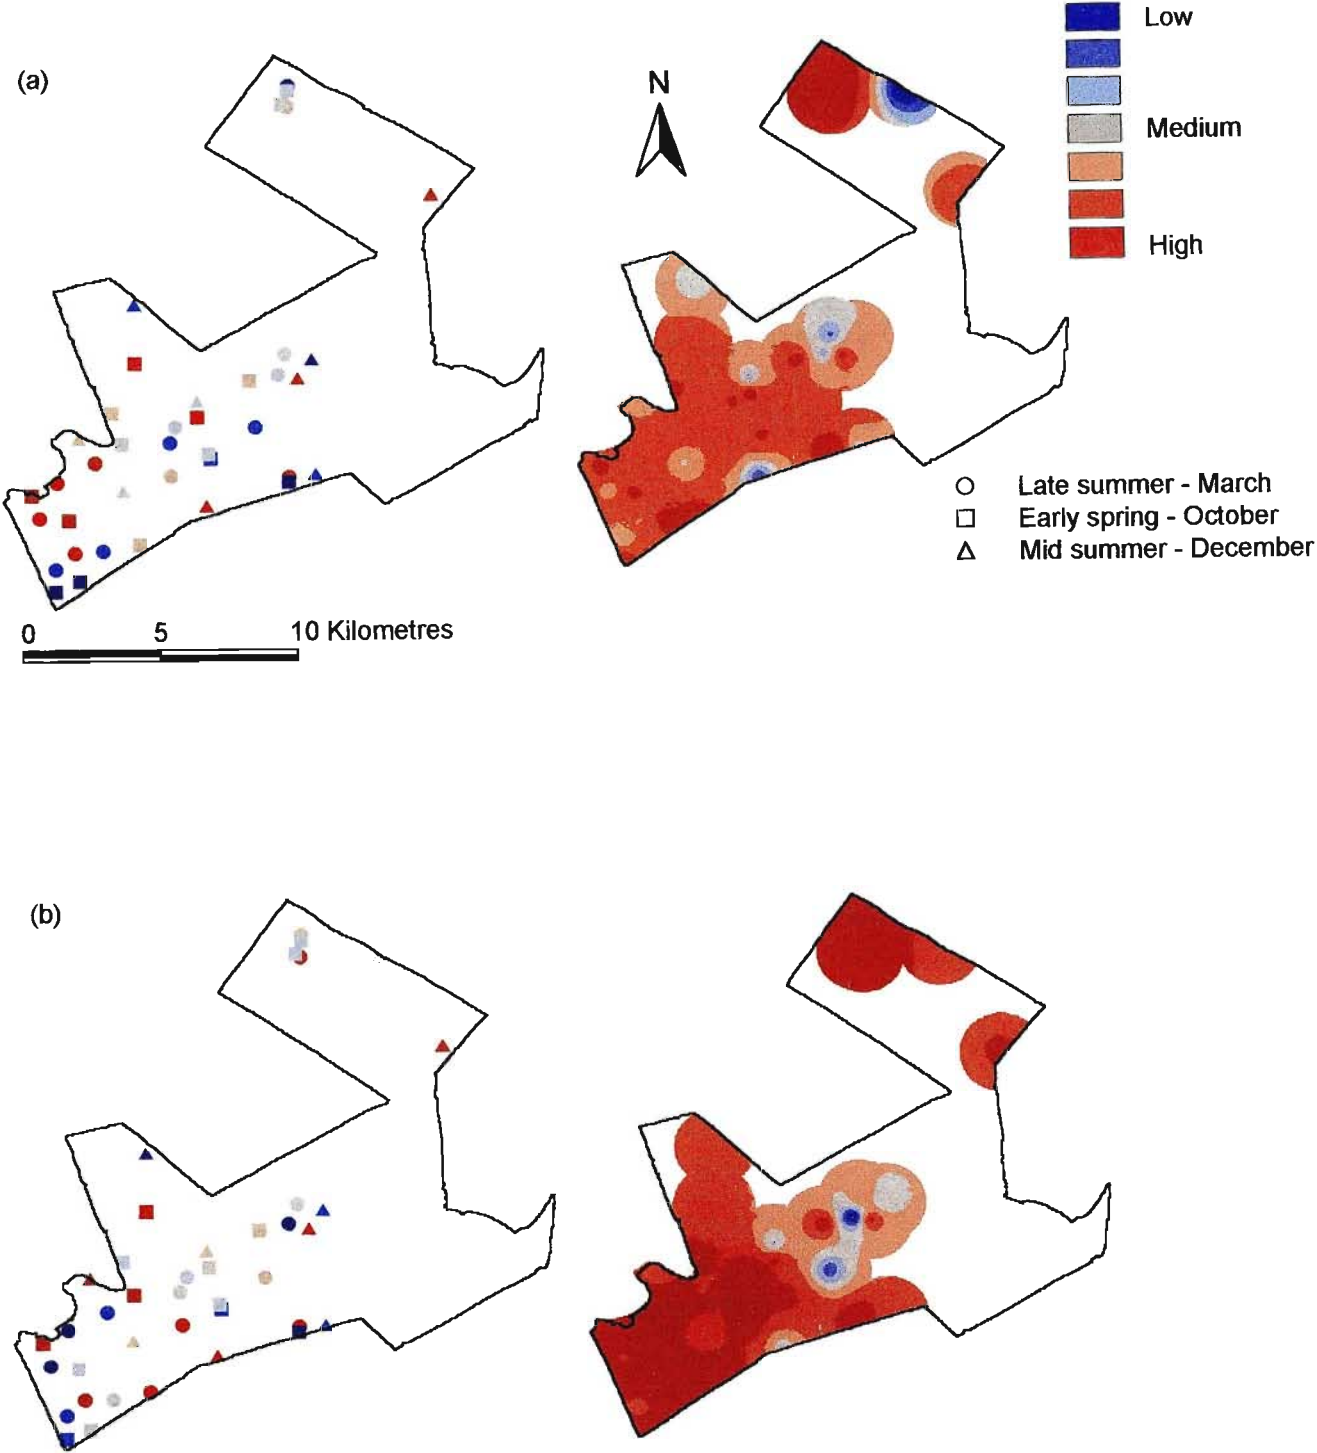 Low
(a)
N
Medium
High
Late summer - March
Early spring - October
Mid summer - December
0 5 10 Kilometres
(b)